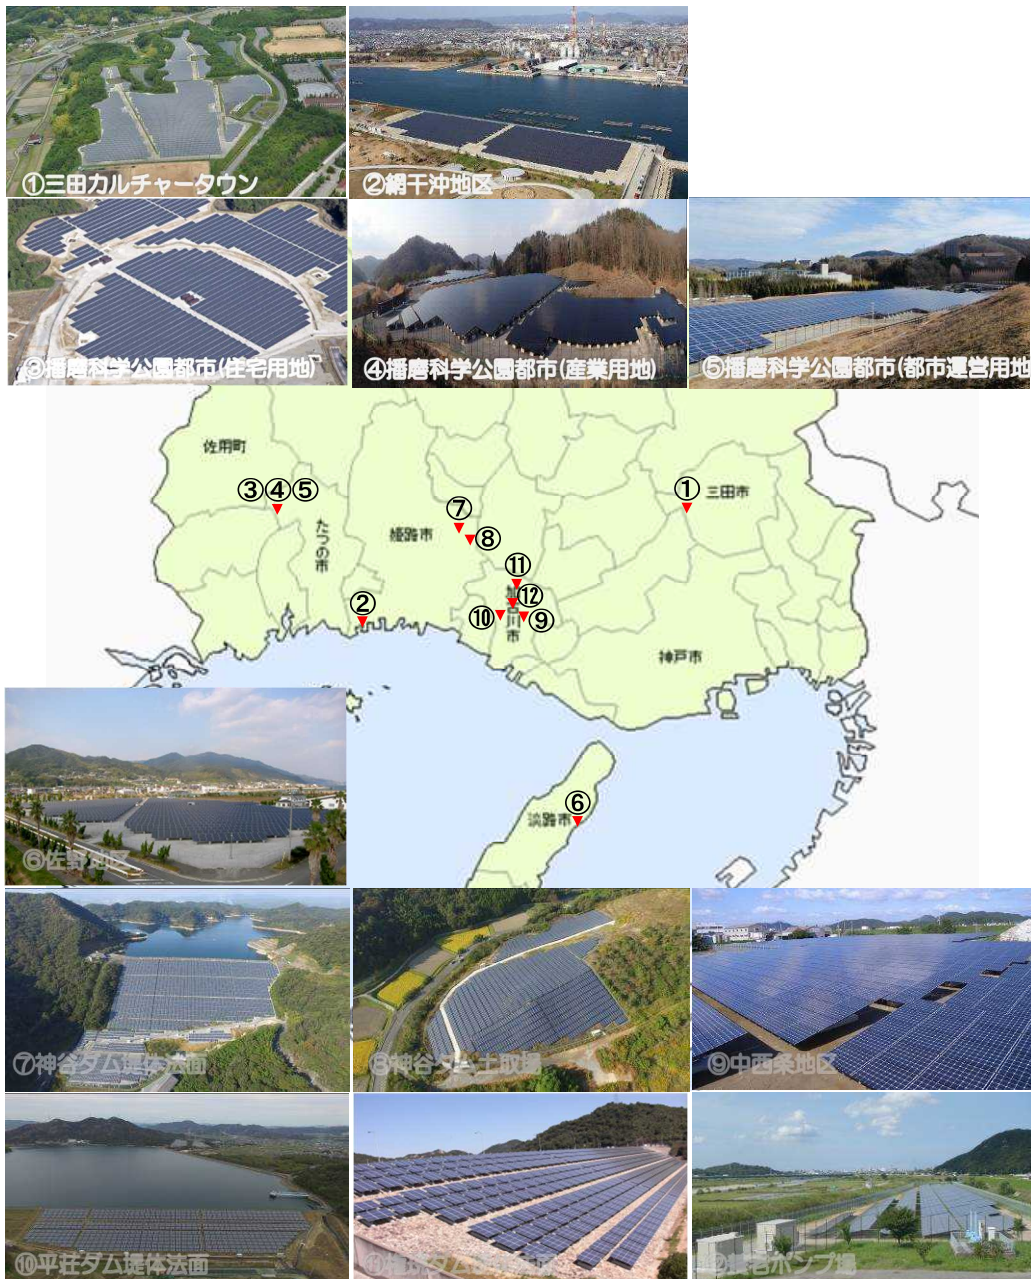 ①三田カルチャータウン
②網干沖地区
③播磨科学公園都市(住宅用地)
④播磨科学公園都市(産業用地)
⑤播磨科学公園都市(都市運営用地
佐用町
③④⑤
たつの市
姫路市
⑦
⑧
①
三田市
②
⑪
⑫
⑩
⑨
加古川市
神戸市
⑥
淡路市
⑥佐野地区
⑦神谷ダム堤体法面
⑧神谷ダム土取場
⑨中西条地区
⑩平荘ダム堤体法面